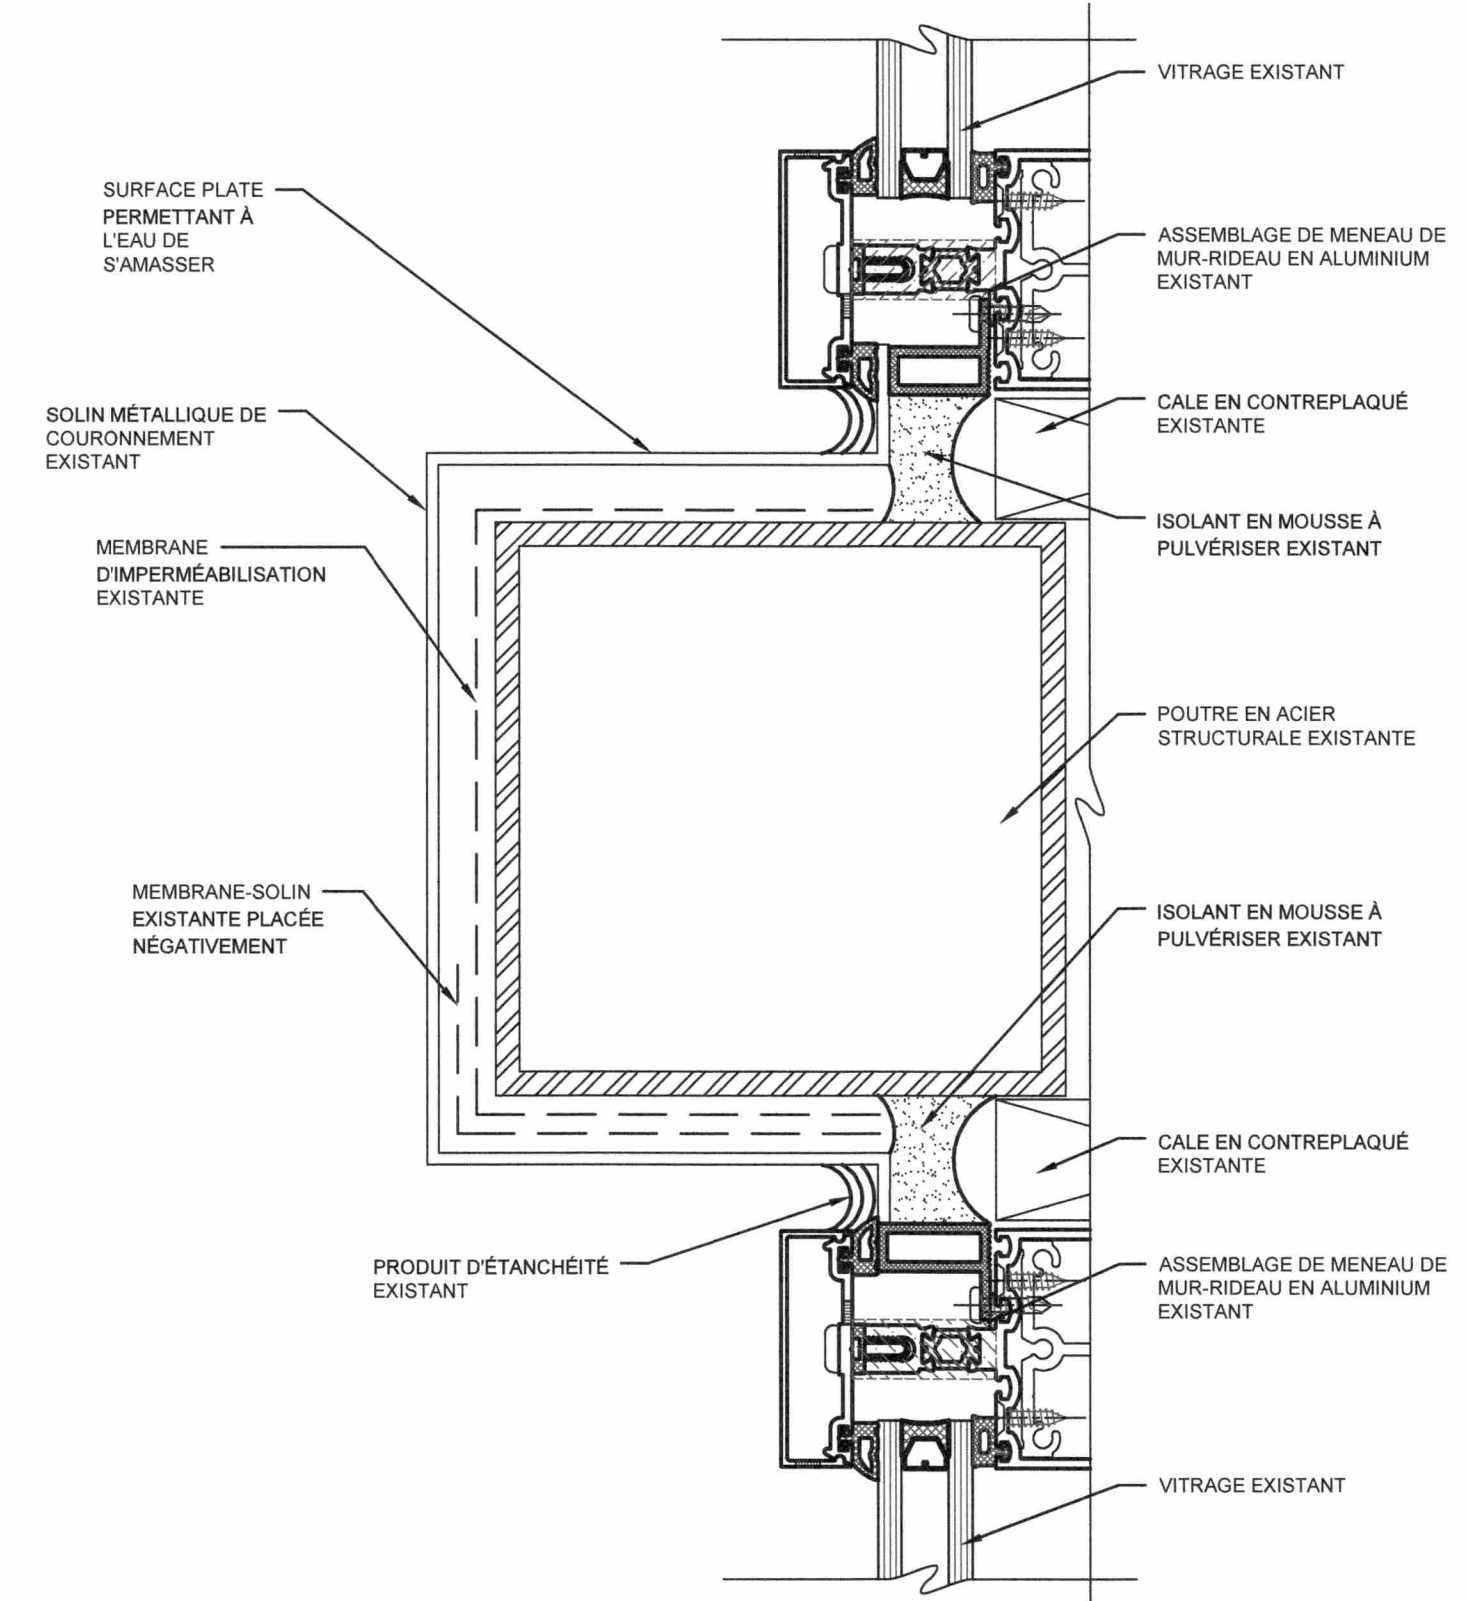 VITRAGE EXISTANT
SURFACE PLATE
PERMETTANT À
L'EAU DE
S'AMASSER
ASSEMBLAGE DE MENEAU DE
MUR-RIDEAU EN ALUMINIUM
EXISTANT
SOLIN MÉTALLIQUE DE
COURONNEMENT
EXISTANT
CALE EN CONTREPLAQUÉ
EXISTANTE
MEMBRANE
D'IMPERMÉABILISATION
EXISTANTE
ISOLANT EN MOUSSE À
PULVÉRISER EXISTANT
POUTRE EN ACIER
STRUCTURALE EXISTANTE
MEMBRANE-SOLIN
EXISTANTE PLACÉE
NÉGATIVEMENT
ISOLANT EN MOUSSE À
PULVÉRISER EXISTANT
CALE EN CONTREPLAQUÉ
EXISTANTE
PRODUIT D'ÉTANCHÉITÉ
EXISTANT
ASSEMBLAGE DE MENEAU DE
MUR-RIDEAU EN ALUMINIUM
EXISTANT
VITRAGE EXISTANT